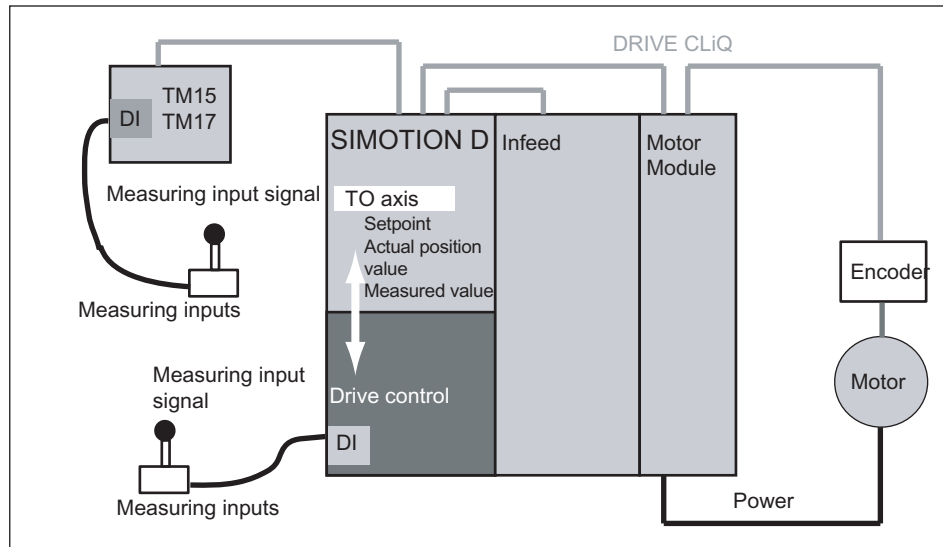 DRIVE CLiQ
TM15
TM17
DI
SIMOTION D
Infeed
Motor
Module
Measuring input signal
TO axis
Setpoint
Actual position
value
Measured value
Encoder
Measuring inputs
Measuring input
signal
Drive control
Motor
DI
Measuring inputs
Power